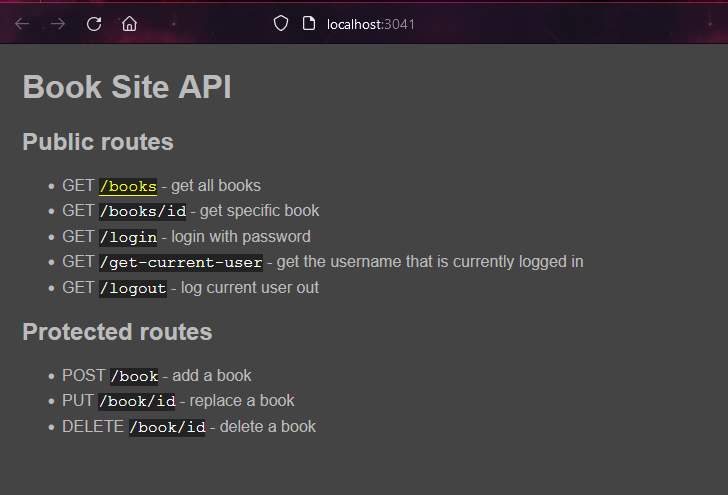 localhost:3041
Book Site API
Public routes
• GET /books - get all books
• GET /books/id - get specific book
• GET /login - login with password
• GET /get-current-user - get the username that is currently logged in
• GET /logout - log current user out
Protected routes
• POST /book - add a book
• PUT /book/id - replace a book
• DELETE /book/id - delete a book